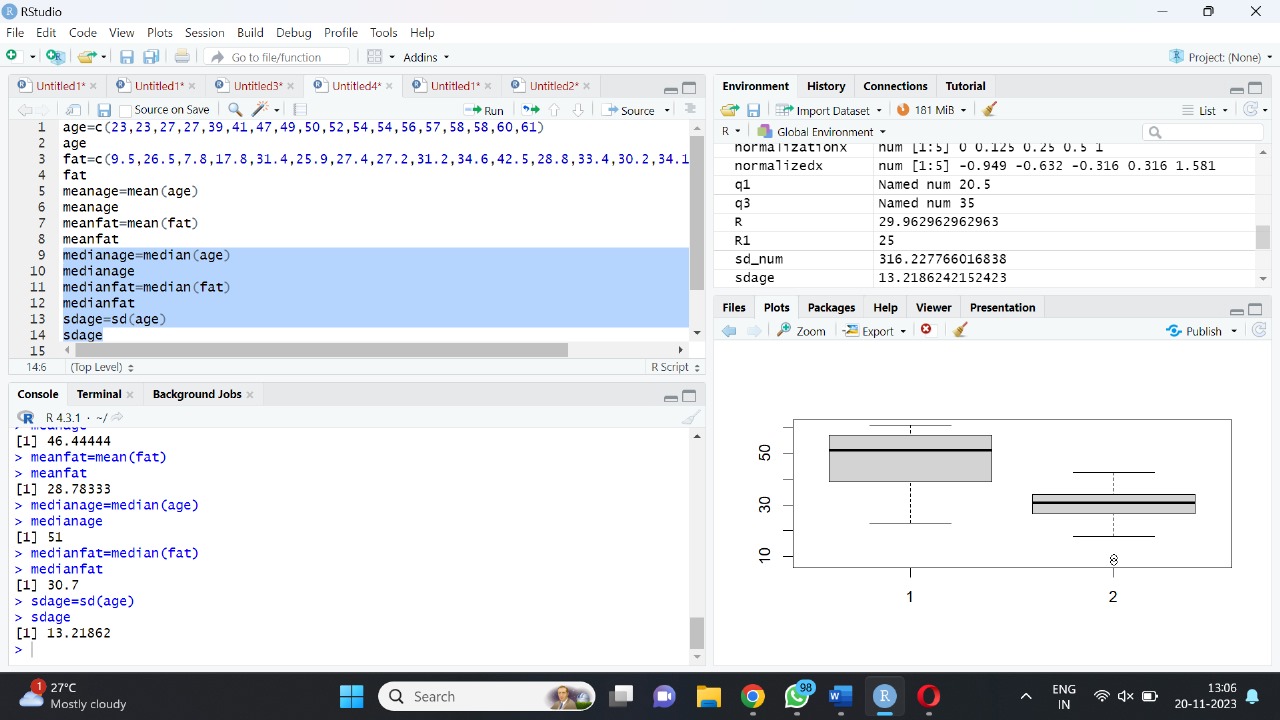 RStudio
File Edit Code View Plots Session Build Debug Profile Tools Help
Go to file/function Addins Project: (None)
Untitled1* Untitled1* Untitled3* Untitled4* Untitled1* Untitled2*
Source on Save Run Source
1 age=c(23,23,27,27,39,41,47,49,50,52,54,54,56,57,58,58,60,61)
2 age
3 fat=c(9.5,26.5,7.8,17.8,31.4,25.9,27.4,27.2,31.2,34.6,42.5,28.8,33.4,30.2,34.1
4 fat
5 meanage=mean(age)
6 meanage
7 meanfat=mean(fat)
8 meanfat
9 medianage=median(age)
10 medianage
11 medianfat=median(fat)
12 medianfat
13 sdage=sd(age)
14 sdage
15
14:6 (Top Level) R Script
Console Terminal Background Jobs
R 4.3.1 · ~/
> meanage
[1] 46.44444
> meanfat=mean(fat)
> meanfat
[1] 28.78333
> medianage=median(age)
> medianage
[1] 51
> medianfat=median(fat)
> medianfat
[1] 30.7
> sdage=sd(age)
> sdage
[1] 13.21862
>
Environment History Connections Tutorial
Import Dataset 181 MiB List
R Global Environment
normalizationx num [1:5] 0 0.125 0.25 0.5 1
normalizedx num [1:5] -0.949 -0.632 -0.316 0.316 1.581
q1 Named num 20.5
q3 Named num 35
R 29.962962962963
R1 25
sd_num 316.227766016838
sdage 13.2186242152423
Files Plots Packages Help Viewer Presentation
Zoom Export Publish
50
30
10
1 2
1 27°C
Mostly cloudy
Search
98
ENG
IN
13:06
20-11-2023